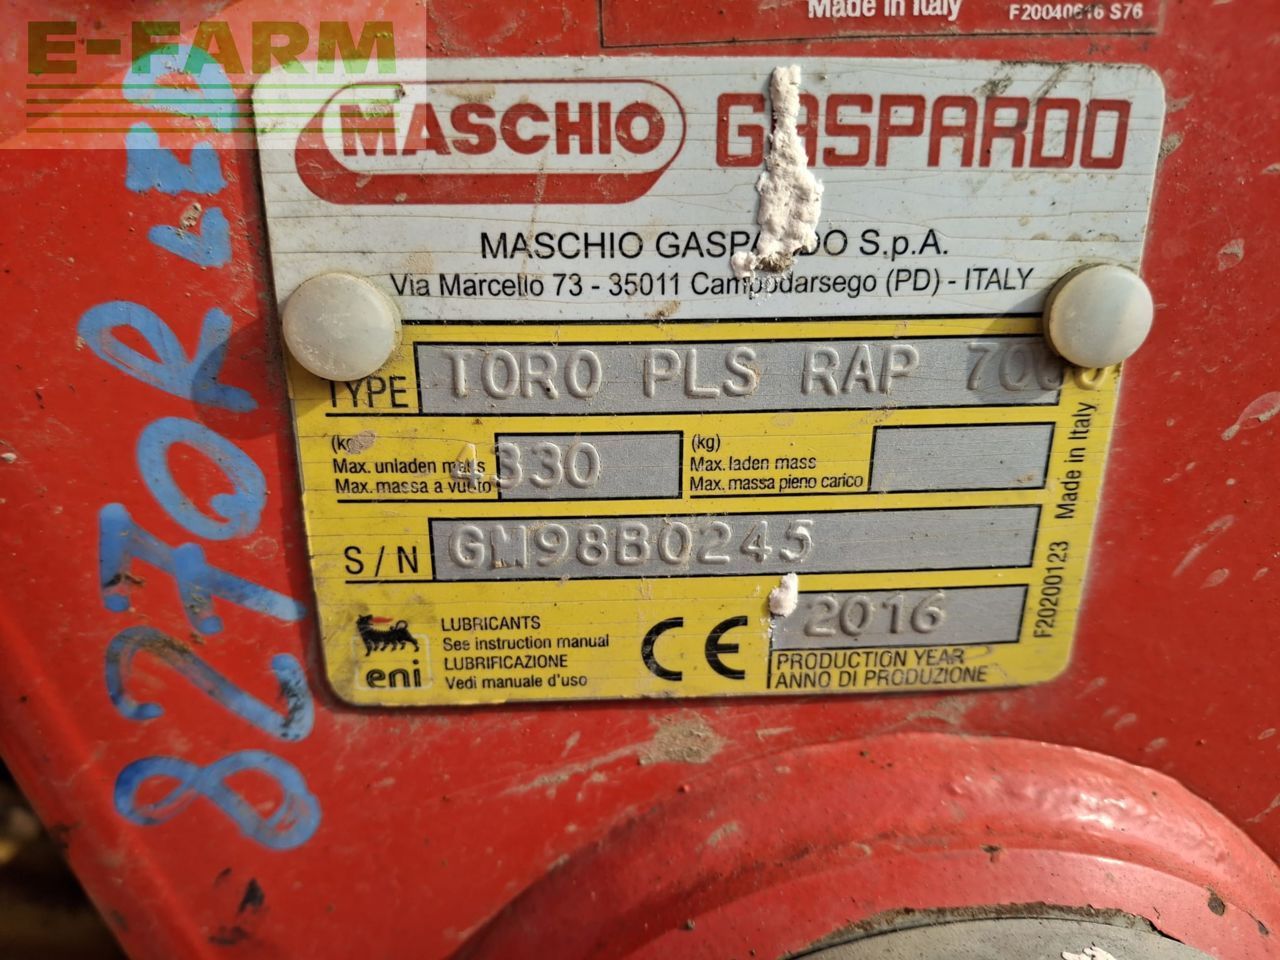 E-FARM
Made in Italy
F20040616 S76
MASCHIO GASPARDO
MASCHIO GASPARDO S.p.A.
Via Marcello 73 - 35011 Campodarsego (PD) - ITALY
TYPE TORO PLS RAP 7000
(kg)
Max. unladen mass 4330
Max. massa a vuoto
(kg)
Max. laden mass
Max. massa pieno carico
S/N GM98B0245
F20200123 Made in Italy
eni
LUBRICANTS
See instruction manual
LUBRIFICAZIONE
Vedi manuale d'uso
CE
2016
PRODUCTION YEAR
ANNO DI PRODUZIONE